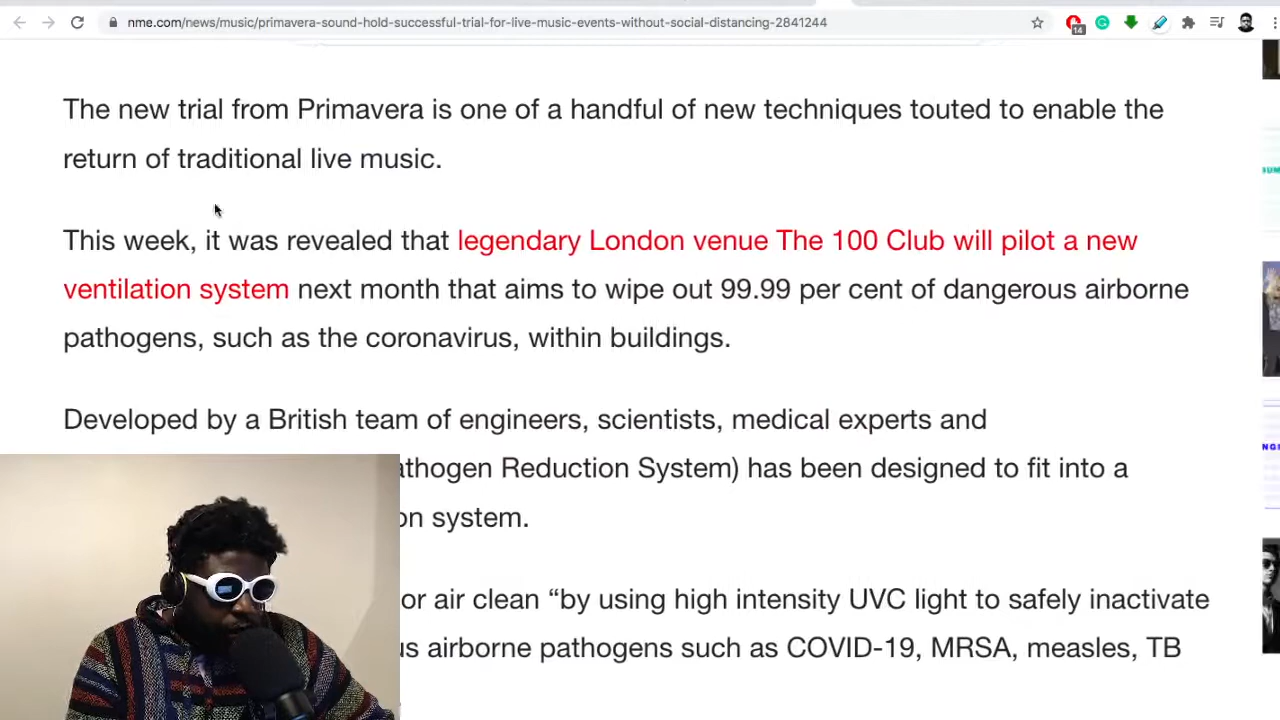 nme.com/news/music/primavera-sound-hold-successful-trial-for-live-music-events-without-social-distancing-2841244
14
The new trial from Primavera is one of a handful of new techniques touted to enable the
return of traditional live music.
This week, it was revealed that legendary London venue The 100 Club will pilot a new
ventilation system next month that aims to wipe out 99.99 per cent of dangerous airborne
pathogens, such as the coronavirus, within buildings.
Developed by a British team of engineers, scientists, medical experts and
athogen Reduction System) has been designed to fit into a
on system.
or air clean “by using high intensity UVC light to safely inactivate
us airborne pathogens such as COVID-19, MRSA, measles, TB